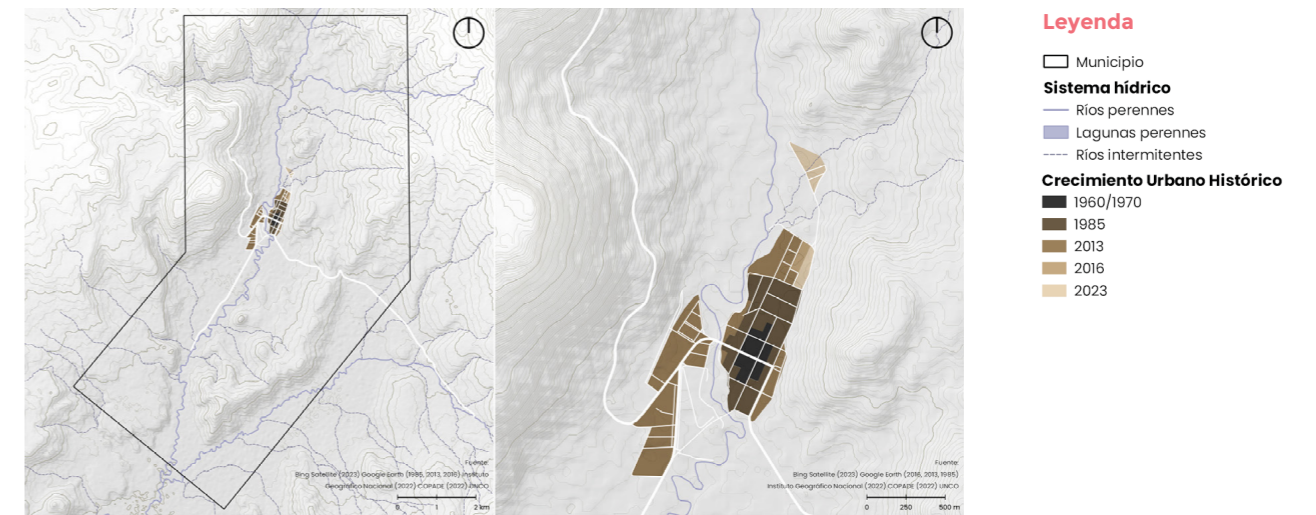 Leyenda
Municipio
Sistema hídrico
Ríos perennes
Lagunas perennes
Ríos intermitentes
Crecimiento Urbano Histórico
1960/1970
1985
2013
2016
2023
Fuente:
Bing Satellite (2023) Google Earth (1985, 2013, 2016) Instituto
Geográfico Nacional (2022) COPADE (2022) UNCO
0 1 2 km
Fuente:
Bing Satellite (2023) Google Earth (2016, 2013, 1985)
Instituto Geográfico Nacional (2022) COPADE (2022) UNCO
0 250 500 m